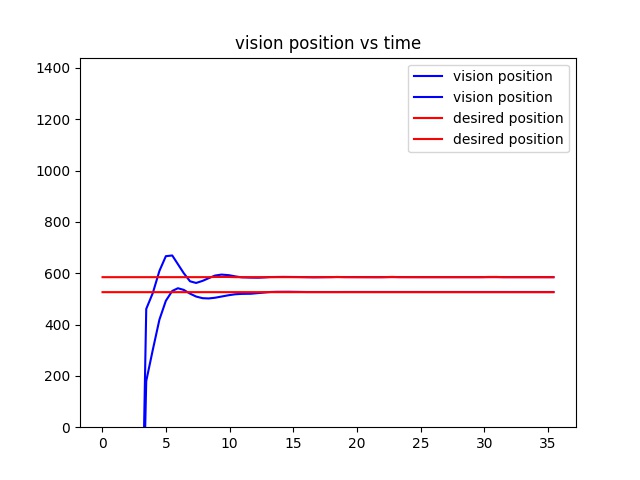 vision position vs time
1400
1200
1000
800
600
400
200
0
vision position
vision position
desired position
desired position
0 5 10 15 20 25 30 35